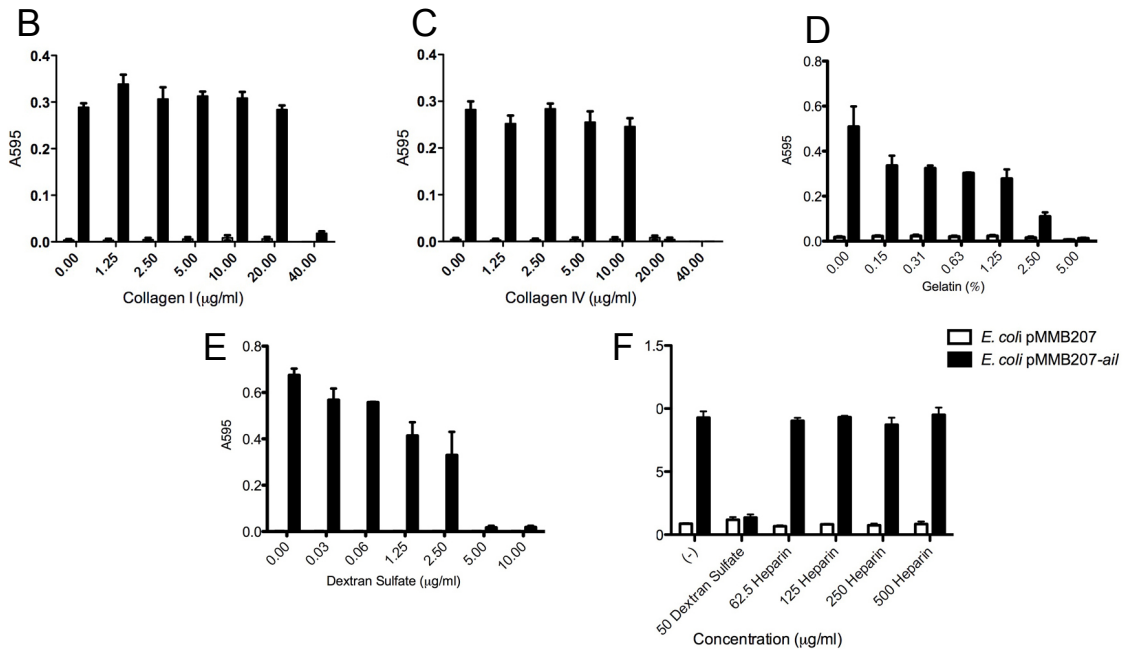 B
0.4
0.3
0.2
0.1
0.0
A595
0.00
1.25
2.50
5.00
10.00
20.00
40.00
Collagen I (μg/ml)
C
0.4
0.3
0.2
0.1
0.0
A595
0.00
1.25
2.50
5.00
10.00
20.00
40.00
Collagen IV (μg/ml)
D
0.8
0.6
0.4
0.2
0.0
A595
0.00
0.15
0.31
0.63
1.25
2.50
5.00
Gelatin (%)
E
0.8
0.6
0.4
0.2
0.0
A595
0.00
0.03
0.06
1.25
2.50
5.00
10.00
Dextran Sulfate (μg/ml)
F
1.5
0
5
0
(-)
50 Dextran Sulfate
62.5 Heparin
125 Heparin
250 Heparin
500 Heparin
Concentration (μg/ml)
E. coli pMMB207
E. coli pMMB207-ail